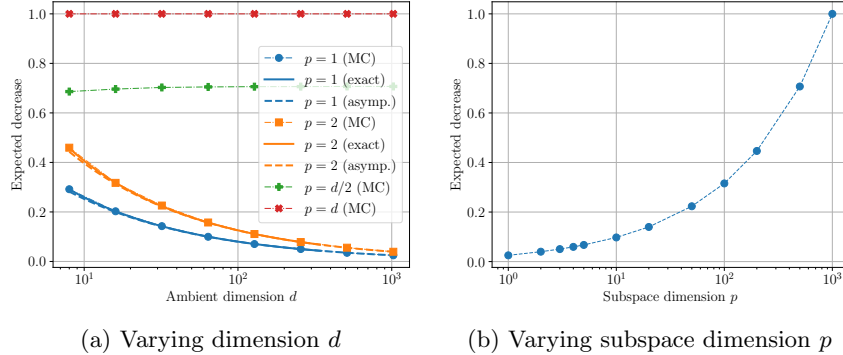 1.0
0.8
0.6
0.4
0.2
0.0
Expected decrease
10^1
10^2
10^3
Ambient dimension d
p = 1 (MC)
p = 1 (exact)
p = 1 (asymp.)
p = 2 (MC)
p = 2 (exact)
p = 2 (asymp.)
p = d/2 (MC)
p = d (MC)
(a) Varying dimension d
1.0
0.8
0.6
0.4
0.2
0.0
Expected decrease
10^0
10^1
10^2
10^3
Subspace dimension p
(b) Varying subspace dimension p